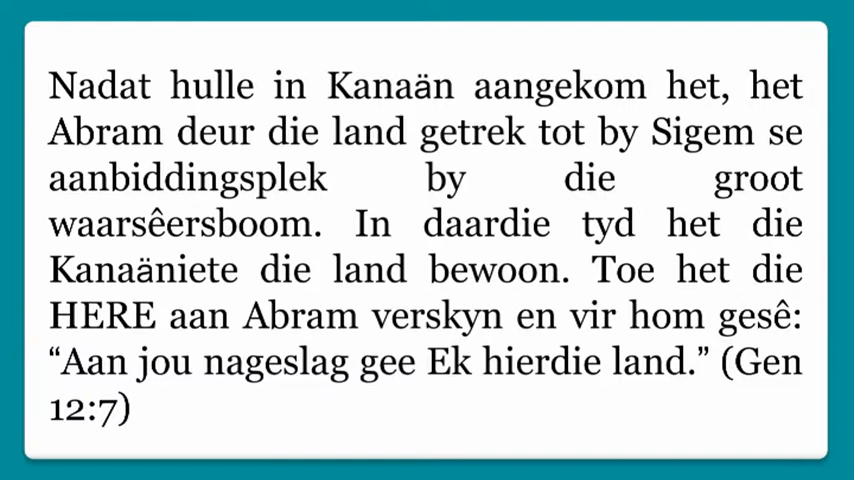 Nadat hulle in Kanaän aangekom het, het
Abram deur die land getrek tot by Sigem se
aanbiddingsplek by die groot
waarsêersboom. In daardie tyd het die
Kanaäniete die land bewoon. Toe het die
HERE aan Abram verskyn en vir hom gesê:
“Aan jou nageslag gee Ek hierdie land.” (Gen
12:7)